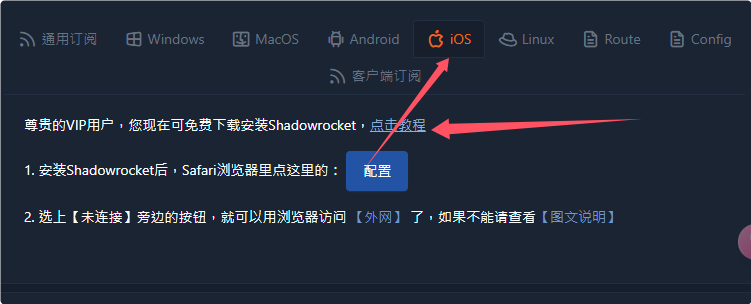 通用订阅 Windows MacOS Android iOS Linux Route Config
客户端订阅
尊贵的VIP用户，您现在可免费下载安装Shadowrocket，点击教程
1. 安装Shadowrocket后，Safari浏览器里点这里的： 配置
2. 选上【未连接】旁边的按钮，就可以用浏览器访问 【外网】 了，如果不能请查看【图文说明】